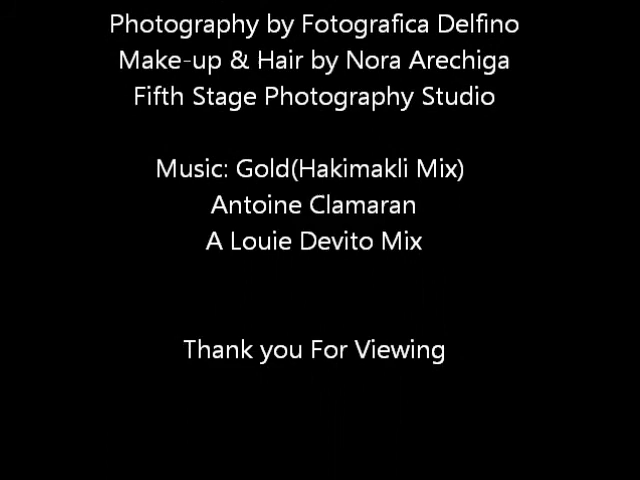 Photography by Fotografica Delfino
Make-up & Hair by Nora Arechiga
Fifth Stage Photography Studio
Music: Gold(Hakimakli Mix)
Antoine Clamaran
A Louie Devito Mix
Thank you For Viewing